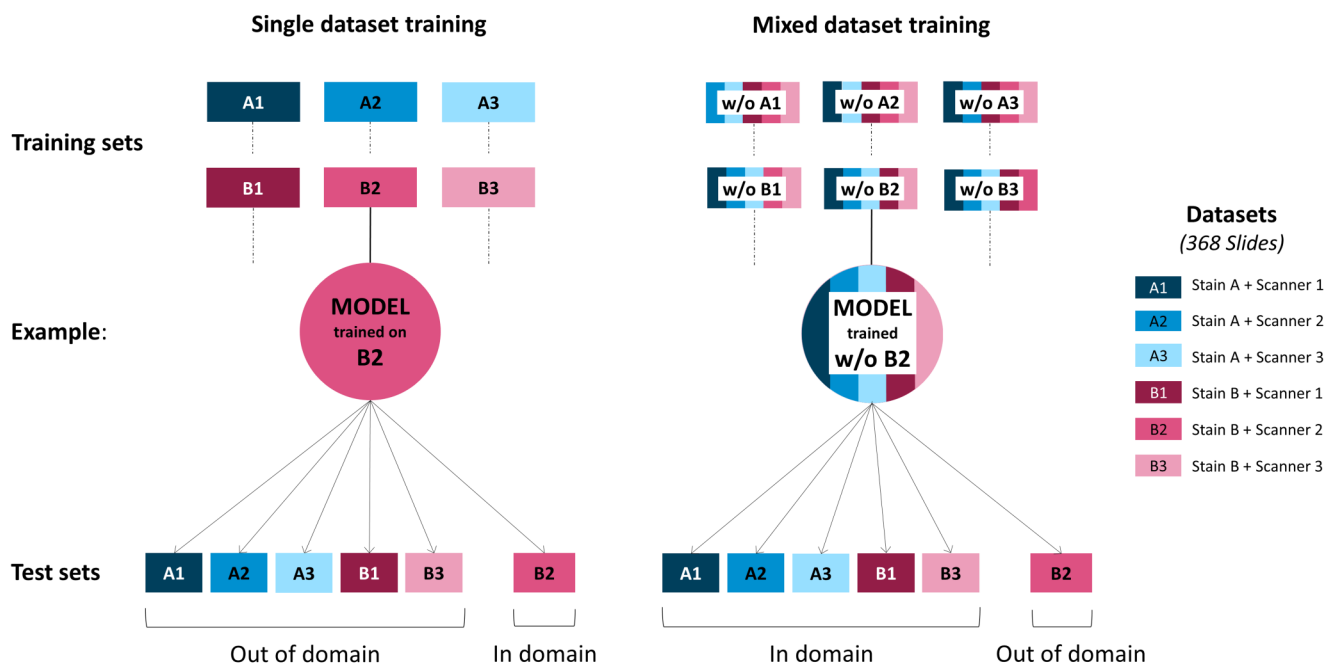 Single dataset training
Mixed dataset training
Training sets
A1
A2
A3
B1
B2
B3
w/o A1
w/o A2
w/o A3
w/o B1
w/o B2
w/o B3
Example:
MODEL
trained on
B2
MODEL
trained
w/o B2
Test sets
A1
A2
A3
B1
B3
B2
Out of domain
In domain
A1
A2
A3
B1
B3
B2
In domain
Out of domain
Datasets
(368 Slides)
A1 Stain A + Scanner 1
A2 Stain A + Scanner 2
A3 Stain A + Scanner 3
B1 Stain B + Scanner 1
B2 Stain B + Scanner 2
B3 Stain B + Scanner 3